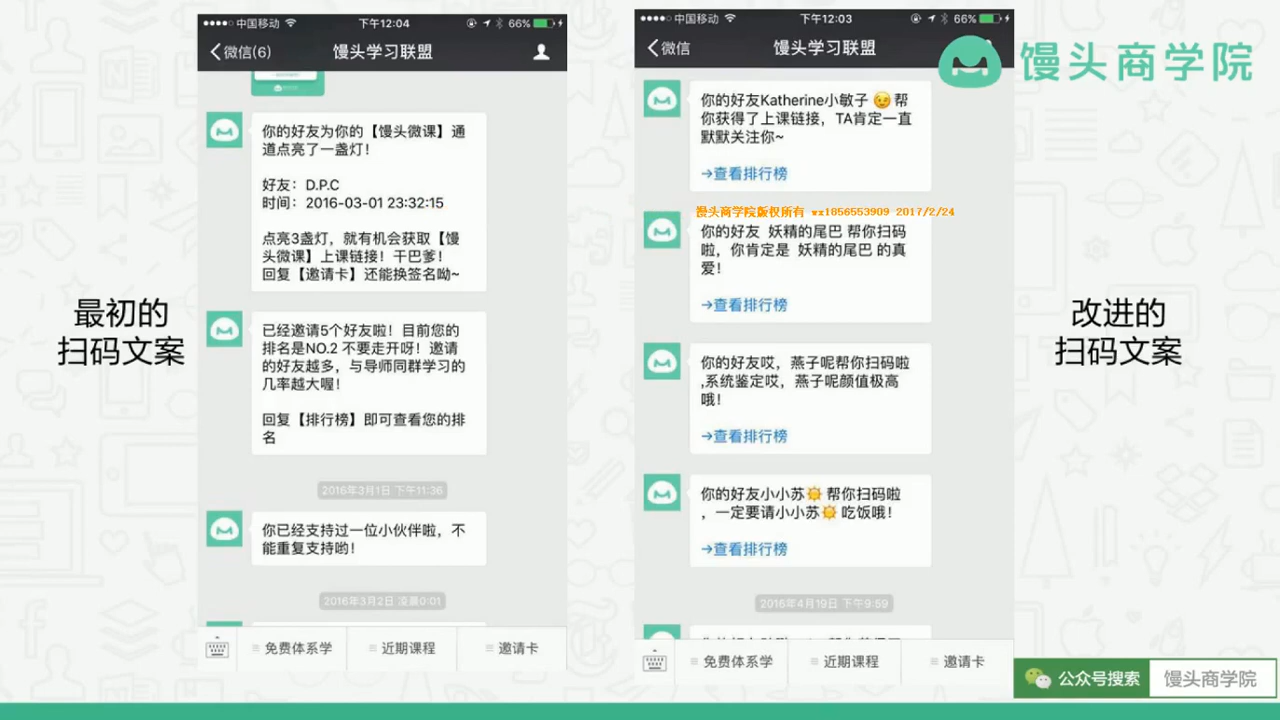 ●●●●○ 中国移动 下午12:04 66%
微信(6) 馒头学习联盟
你的好友为你的【馒头微课】通
道点亮了一盏灯!
好友:D.P.C
时间:2016-03-01 23:32:15
点亮3盏灯,就有机会获取【馒
头微课】上课链接!干巴爹!
回复【邀请卡】还能换签名呦~
已经邀请5个好友啦!目前您的
排名是NO.2 不要走开呀!邀请
的好友越多,与导师同群学习的
几率越大喔!
回复【排行榜】即可查看您的排
名
2016年3月1日 下午11:36
你已经支持过一位小伙伴啦,不
能重复支持哟!
2016年3月2日 凌晨0:01
免费体系学 近期课程 邀请卡
最初的
扫码文案
●●●●○ 中国移动 下午12:03 66%
微信 馒头学习联盟
你的好友Katherine小敏子 😉 帮
你获得了上课链接,TA肯定一直
默默关注你~
→查看排行榜
馒头商学院版权所有 wx1856553909 2017/2/24
你的好友 妖精的尾巴 帮你扫码
啦,你肯定是 妖精的尾巴 的真
爱!
→查看排行榜
你的好友哎,燕子呢帮你扫码啦
,系统鉴定哎,燕子呢颜值极高
哦!
→查看排行榜
你的好友小小苏☀️ 帮你扫码啦
,一定要请小小苏☀️ 吃饭哦!
→查看排行榜
2016年4月19日 下午9:59
免费体系学 近期课程 邀请卡
改进的
扫码文案
馒头商学院
公众号搜索 馒头商学院